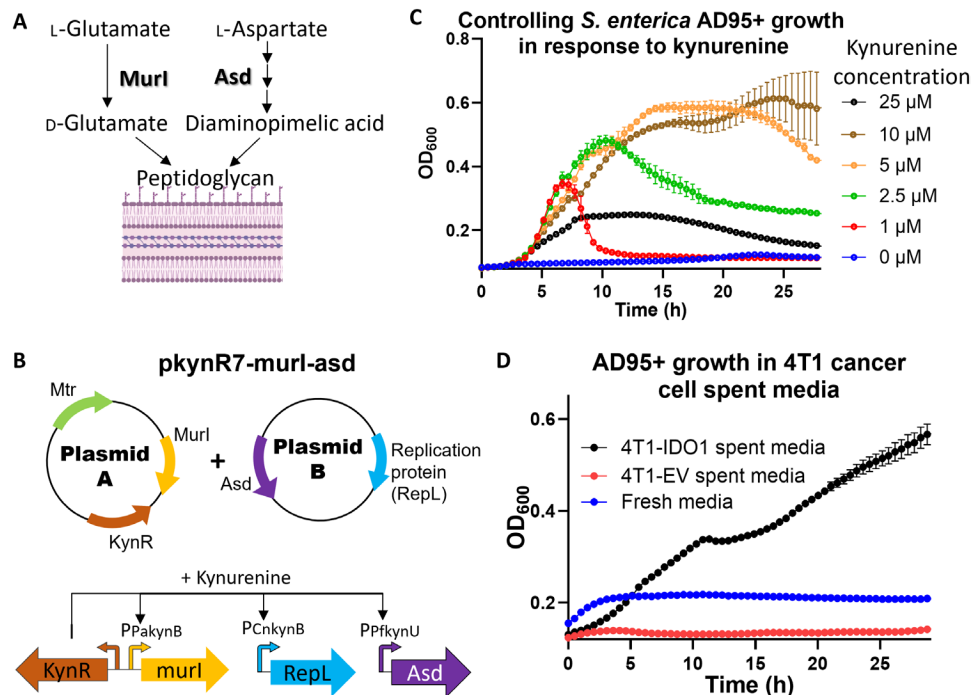 A
L-Glutamate
L-Aspartate
MurI
Asd
D-Glutamate
Diaminopimelic acid
Peptidoglycan
B
pkynR7-murI-asd
Mtr
Plasmid
A
MurI
KynR
+
Plasmid
B
Asd
Replication
protein
(RepL)
+ Kynurenine
PPakynB
PCnkynB
PPfkynU
KynR
murI
RepL
Asd
C
Controlling S. enterica AD95+ growth
in response to kynurenine
0.8
0.6
0.4
0.2
OD600
0
5
10
15
20
25
Time (h)
Kynurenine
concentration
25 µM
10 µM
5 µM
2.5 µM
1 µM
0 µM
D
AD95+ growth in 4T1 cancer
cell spent media
0.6
0.4
0.2
OD600
4T1-IDO1 spent media
4T1-EV spent media
Fresh media
0
5
10
15
20
25
Time (h)